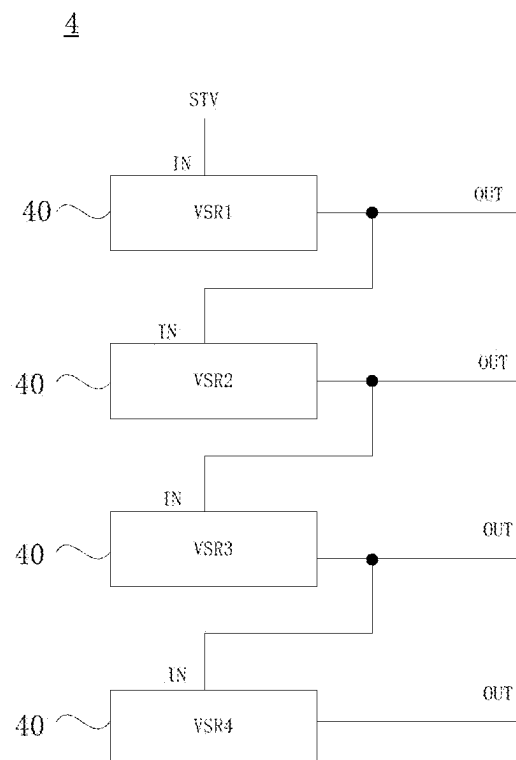 4
STV
IN
40 VSR1 OUT
IN
40 VSR2 OUT
IN
40 VSR3 OUT
IN
40 VSR4 OUT